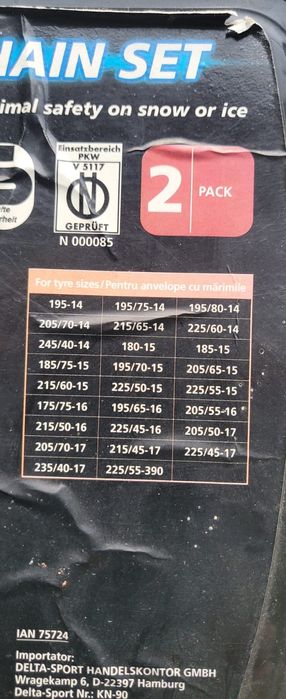 HAIN SET
imal safety on snow or ice
Einsatzbereich
PKW
V 5117
GEPRÜFT
N 000085
2 PACK
fte
rheit
For tyre sizes/Pentru anvelope cu mărimile
195-14 195/75-14 195/80-14
205/70-14 215/65-14 225/60-14
245/40-14 180-15 185-15
185/75-15 195/70-15 205/65-15
215/60-15 225/50-15 225/55-15
175/75-16 195/65-16 205/55-16
215/50-16 225/45-16 205/50-17
205/70-17 215/45-17 225/45-17
235/40-17 225/55-390
IAN 75724
Importator:
DELTA-SPORT HANDELSKONTOR GMBH
Wragekamp 6, D-22397 Hamburg
Delta-Sport Nr.: KN-90